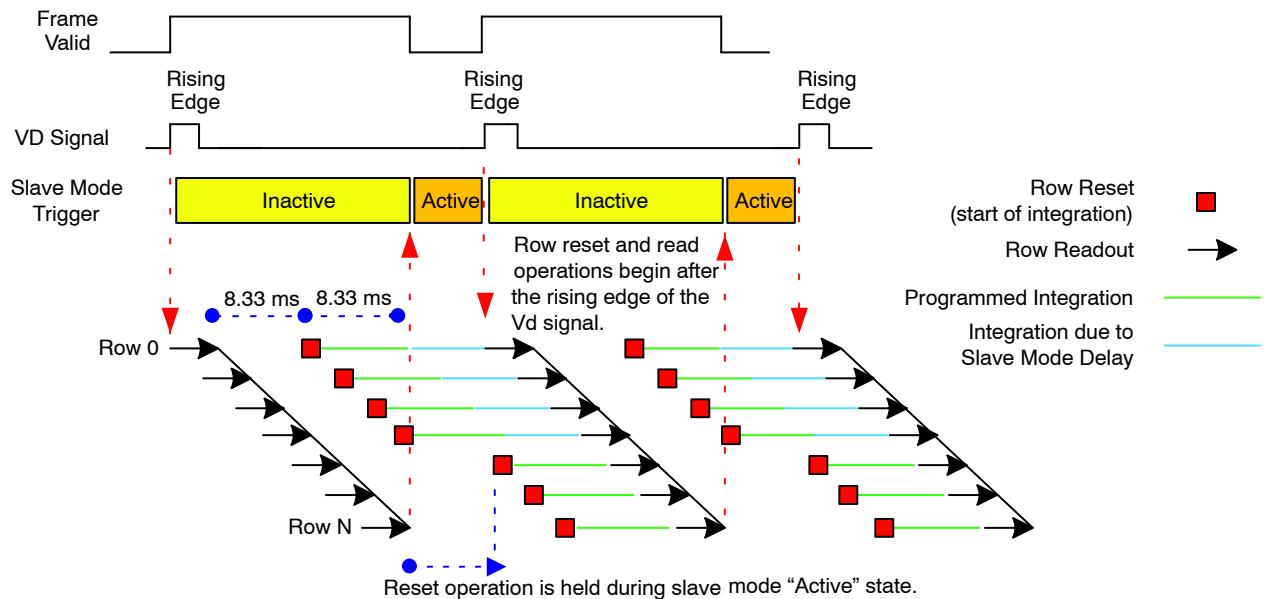 Frame
Valid
Rising
Edge
Rising
Edge
Rising
Edge
VD Signal
Slave Mode
Trigger
Inactive
Active
Inactive
Active
Row Reset
(start of integration)
Row Readout
Programmed Integration
Integration due to
Slave Mode Delay
Row reset and read
operations begin after
the rising edge of the
Vd signal.
8.33 ms
8.33 ms
Row 0
Row N
Reset operation is held during slave mode “Active” state.